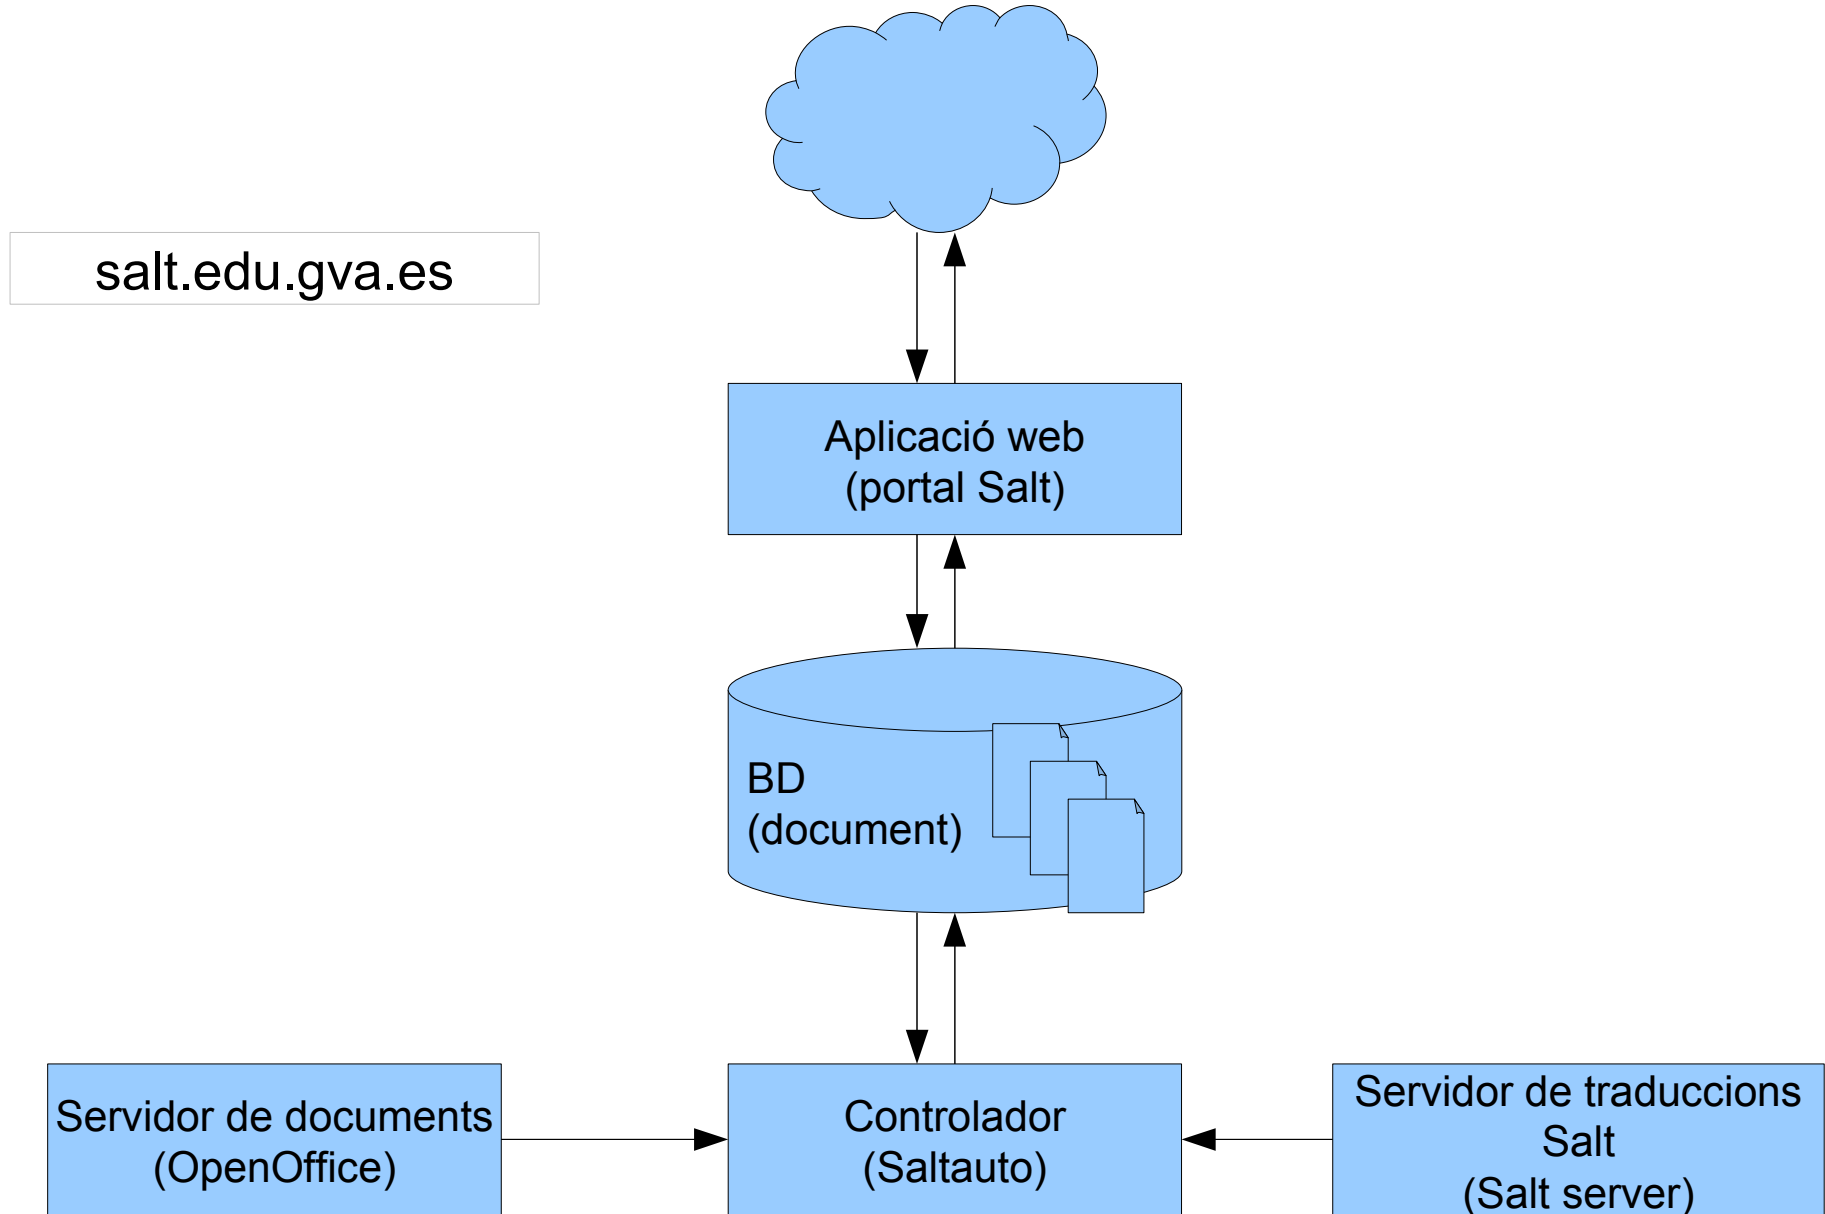 salt.edu.gva.es
Aplicació web
(portal Salt)
BD
(document)
Servidor de documents
(OpenOffice)
Controlador
(Saltauto)
Servidor de traduccions
Salt
(Salt server)